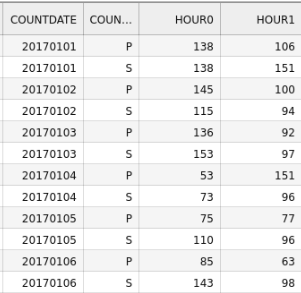 COUNTDATE COUN... HOUR0 HOUR1
20170101 P 138 106
20170101 S 138 151
20170102 P 145 100
20170102 S 115 94
20170103 P 136 92
20170103 S 153 97
20170104 P 53 151
20170104 S 73 96
20170105 P 75 77
20170105 S 110 96
20170106 P 85 63
20170106 S 143 98